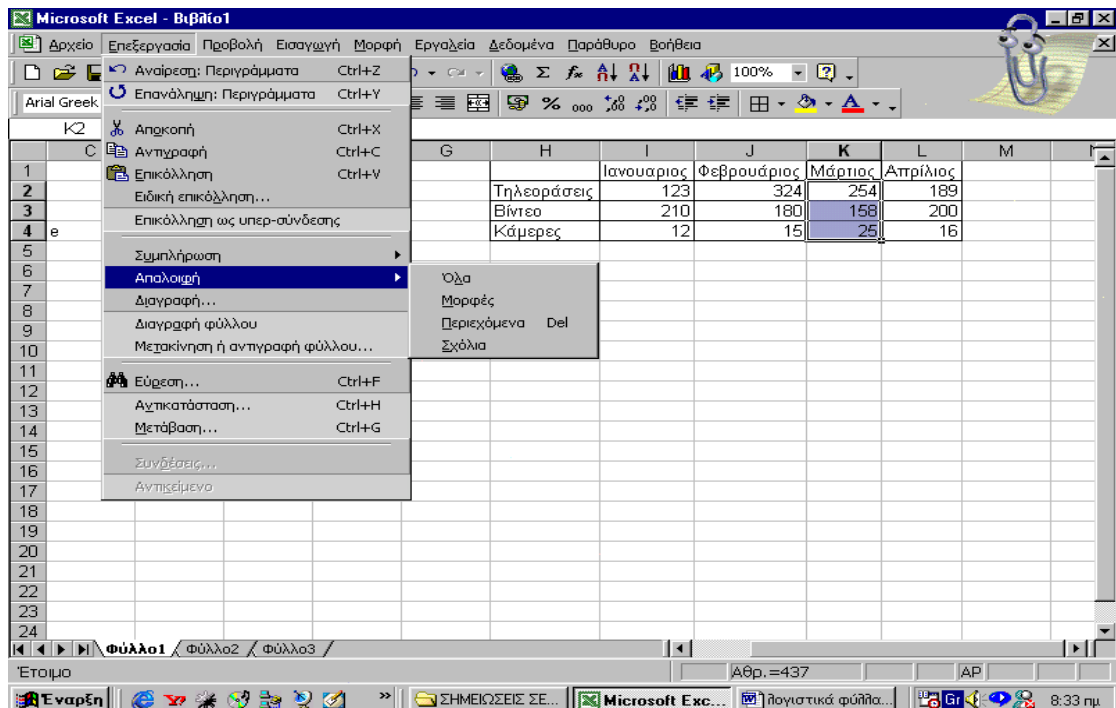 Microsoft Excel - Βιβλίο1
Αρχείο Επεξεργασία Προβολή Εισαγωγή Μορφή Εργαλεία Δεδομένα Παράθυρο Βοήθεια
100%
Arial Greek
% 000
K2
Αναίρεση: Περιγράμματα Ctrl+Z
Επανάληψη: Περιγράμματα Ctrl+Y
Αποκοπή Ctrl+X
Αντιγραφή Ctrl+C
Επικόλληση Ctrl+V
Ειδική επικόλληση...
Επικόλληση ως υπερ-σύνδεσης
Συμπλήρωση
Απαλοιφή
Διαγραφή...
Διαγραφή φύλλου
Μετακίνηση ή αντιγραφή φύλλου...
Εύρεση... Ctrl+F
Αντικατάσταση... Ctrl+H
Μετάβαση... Ctrl+G
Συνδέσεις...
Αντικείμενο
Όλα
Μορφές
Περιεχόμενα Del
Σχόλια
C G H I J K L M
1 Ιανουαριος Φεβρουάριος Μάρτιος Απρίλιος
2 Τηλεοράσεις 123 324 254 189
3 Βίντεο 210 180 158 200
4 e Κάμερες 12 15 25 16
5
6
7
8
9
10
11
12
13
14
15
16
17
18
19
20
21
22
23
24
Φύλλο1 Φύλλο2 Φύλλο3
Έτοιμο Αθρ.=437 ΑΡ
Έναρξη ΣΗΜΕΙΩΣΕΙΣ ΣΕ... Microsoft Exc... λογιστικά φύλλα... Gr 8:33 πμ